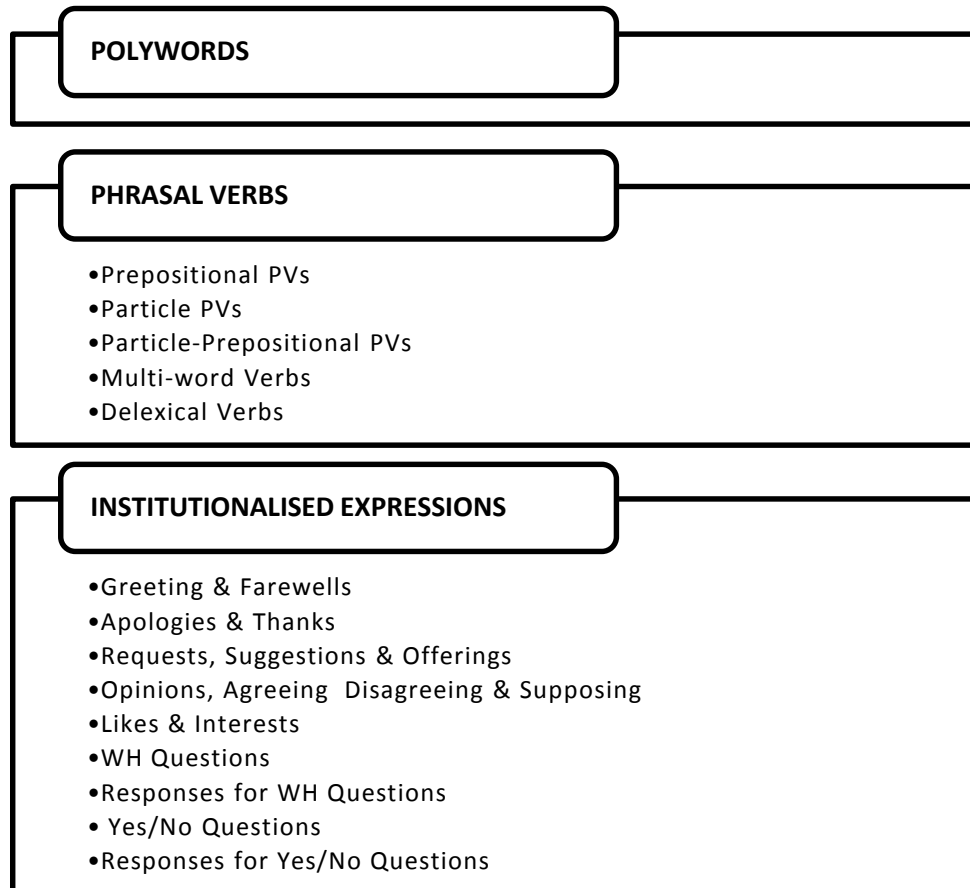 POLYWORDS
PHRASAL VERBS
•Prepositional PVs
•Particle PVs
•Particle-Prepositional PVs
•Multi-word Verbs
•Delexical Verbs
INSTITUTIONALISED EXPRESSIONS
•Greeting & Farewells
•Apologies & Thanks
•Requests, Suggestions & Offerings
•Opinions, Agreeing  Disagreeing & Supposing
•Likes & Interests
•WH Questions
•Responses for WH Questions
• Yes/No Questions
•Responses for Yes/No Questions